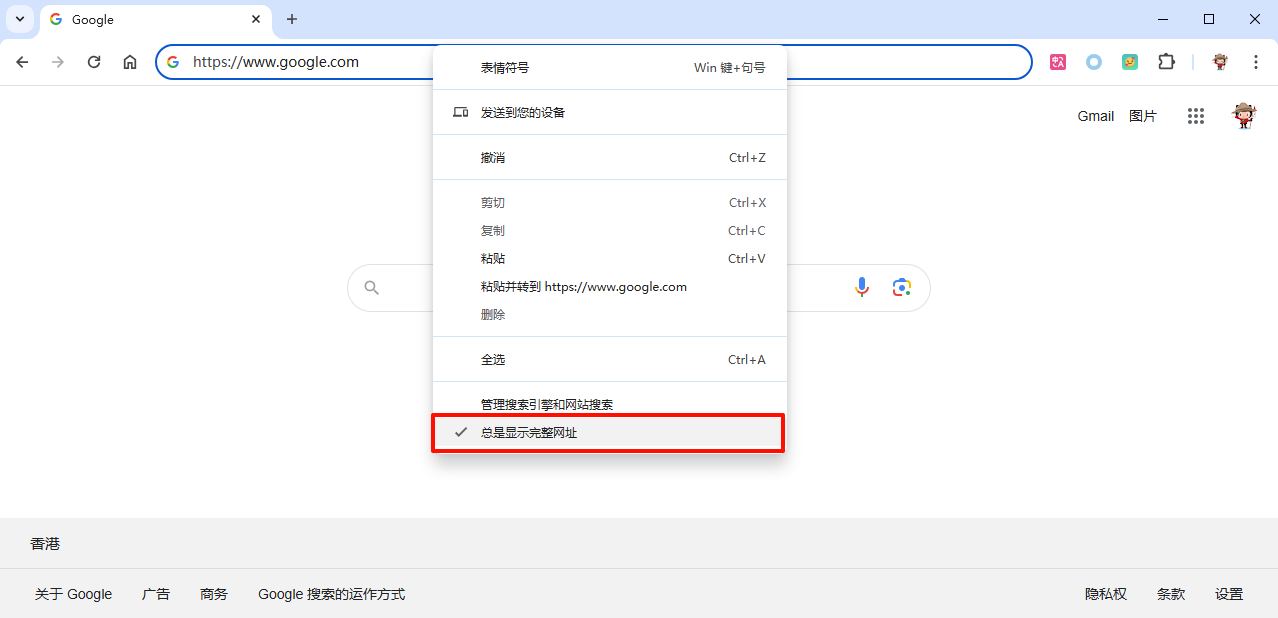 Google
https://www.google.com
表情符号 Win 键+句号
发送到您的设备
Gmail 图片
撤消 Ctrl+Z
剪切 Ctrl+X
复制 Ctrl+C
粘贴 Ctrl+V
粘贴并转到 https://www.google.com
删除
全选 Ctrl+A
管理搜索引擎和网站搜索
总是显示完整网址
香港
关于 Google 广告 商务 Google 搜索的运作方式 隐私权 条款 设置